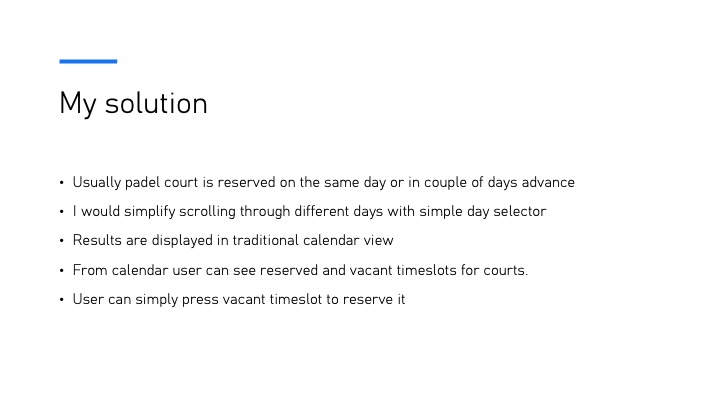 My solution
• Usually padel court is reserved on the same day or in couple of days advance
• I would simplify scrolling through different days with simple day selector
• Results are displayed in traditional calendar view
• From calendar user can see reserved and vacant timeslots for courts.
• User can simply press vacant timeslot to reserve it